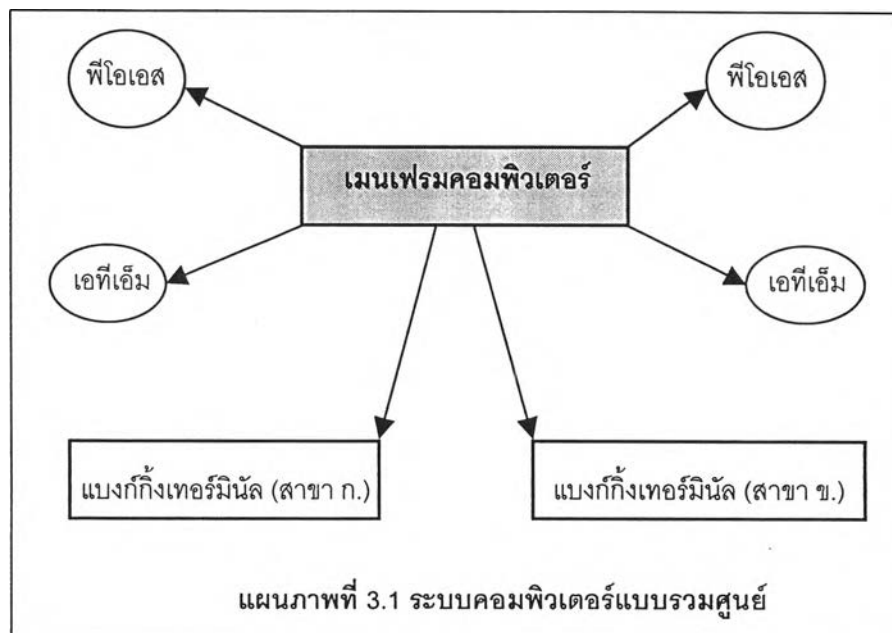 พีโอเอส
พีโอเอส
เมนเฟรมคอมพิวเตอร์
เอทีเอ็ม
เอทีเอ็ม
แบงก์กิ้งเทอร์มินัล (สาขา ก.)
แบงก์กิ้งเทอร์มินัล (สาขา ข.)
แผนภาพที่ 3.1 ระบบคอมพิวเตอร์แบบรวมศูนย์